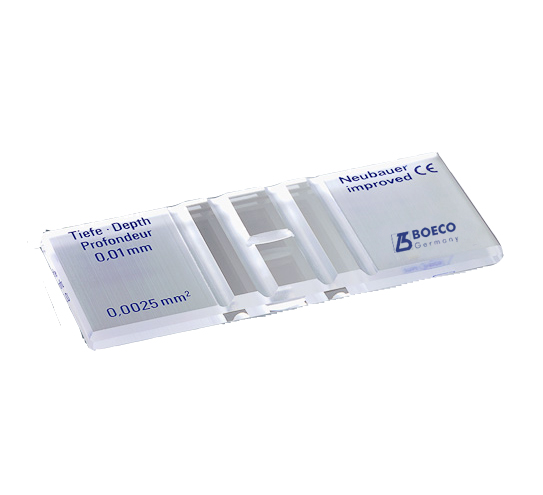 Tiefe · Depth
Profondeur
0,01 mm
0.0025 mm²
Neubauer
improved CE
BOECO
Germany